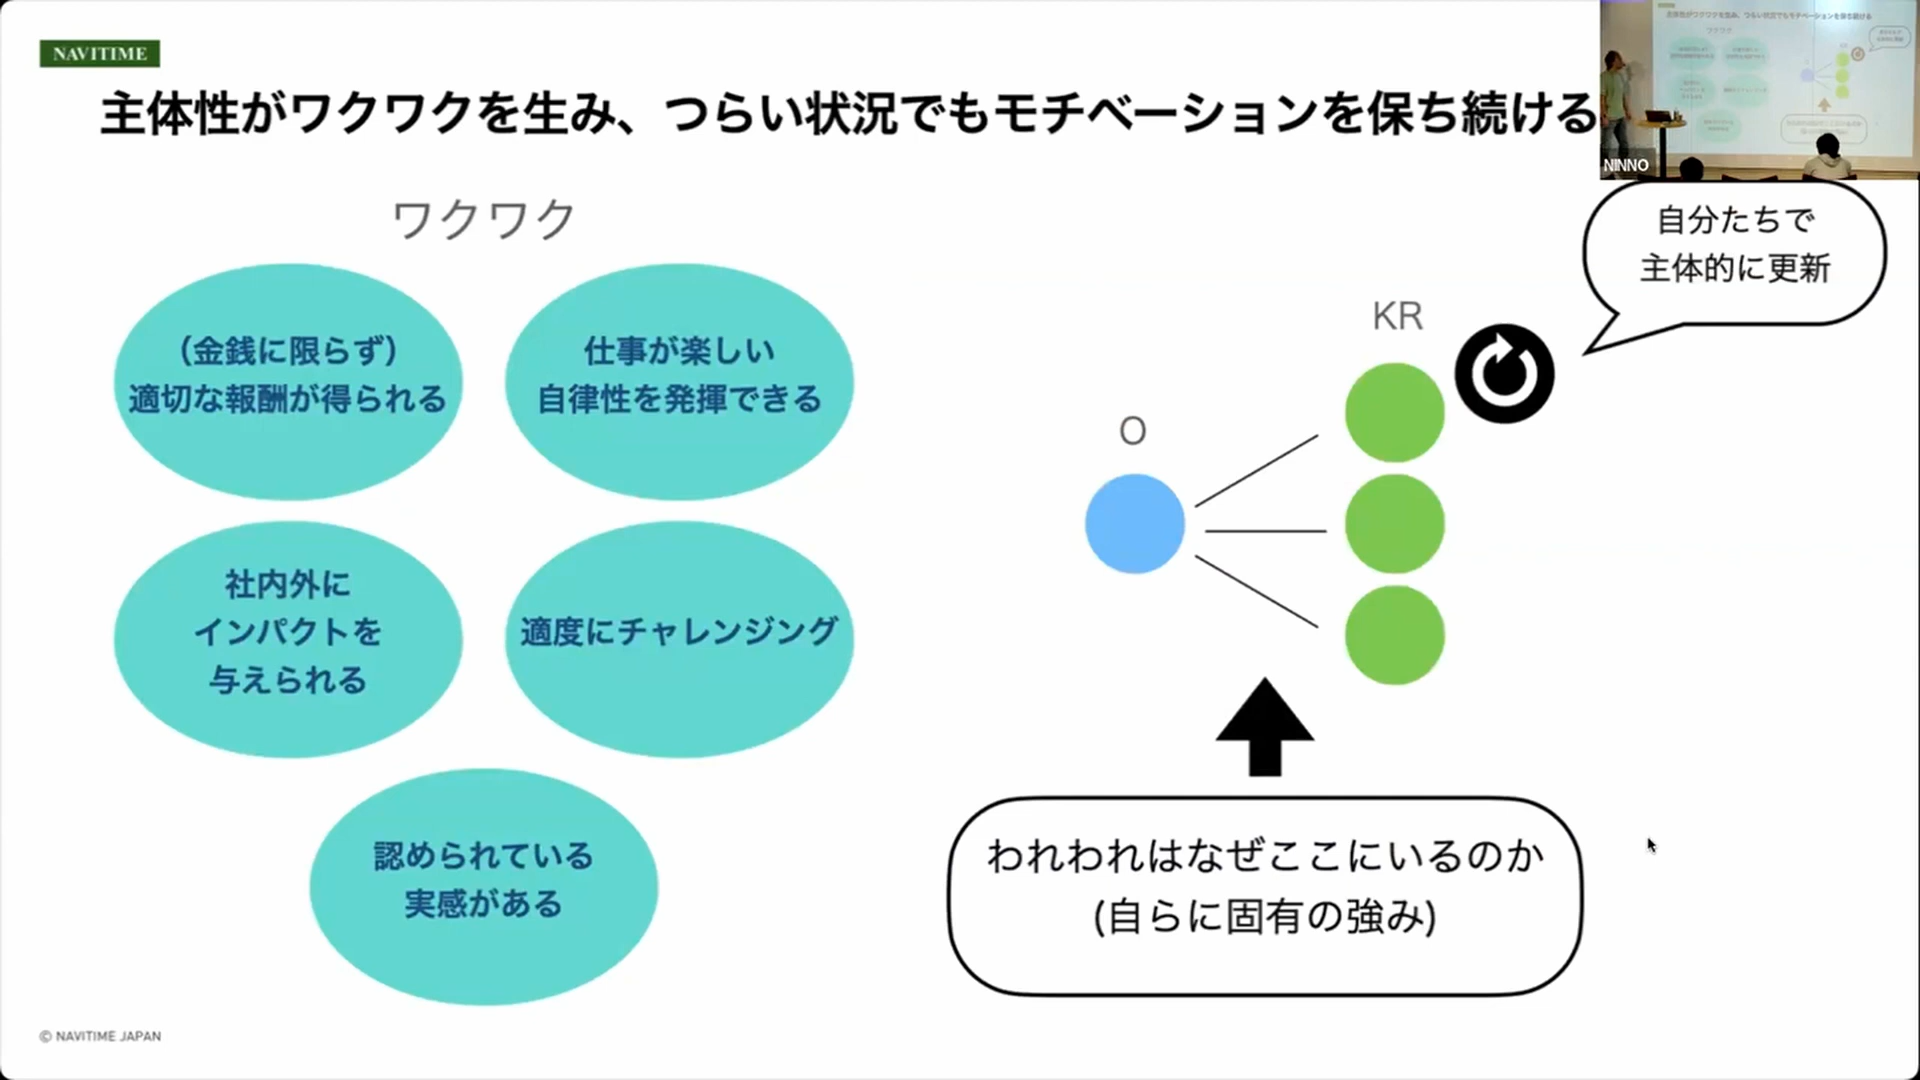 NAVITIME
主体性がワクワクを生み、つらい状況でもモチベーションを保ち続ける
NINNO
ワクワク
（金銭に限らず）
適切な報酬が得られる
仕事が楽しい
自律性を発揮できる
社内外に
インパクトを
与えられる
適度にチャレンジング
認められている
実感がある
自分たちで
主体的に更新
KR
O
われわれはなぜここにいるのか
(自らに固有の強み)
© NAVITIME JAPAN